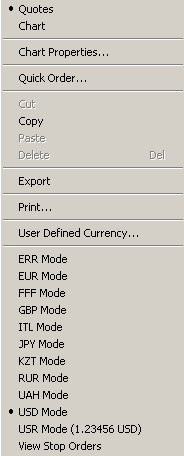 Quotes
Chart
Chart Properties...
Quick Order...
Cut
Copy
Paste
Delete Del
Export
Print...
User Defined Currency...
ERR Mode
EUR Mode
FFF Mode
GBP Mode
ITL Mode
JPY Mode
KZT Mode
RUR Mode
UAH Mode
USD Mode
USR Mode (1.23456 USD)
View Stop Orders